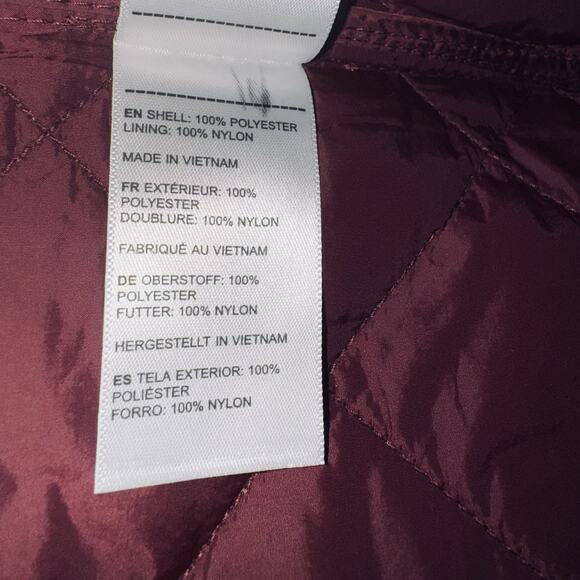 EN SHELL: 100% POLYESTER
LINING: 100% NYLON
MADE IN VIETNAM
FR EXTÉRIEUR: 100%
POLYESTER
DOUBLURE: 100% NYLON
FABRIQUÉ AU VIETNAM
DE OBERSTOFF: 100%
POLYESTER
FUTTER: 100% NYLON
HERGESTELLT IN VIETNAM
ES TELA EXTERIOR: 100%
POLIÉSTER
FORRO: 100% NYLON